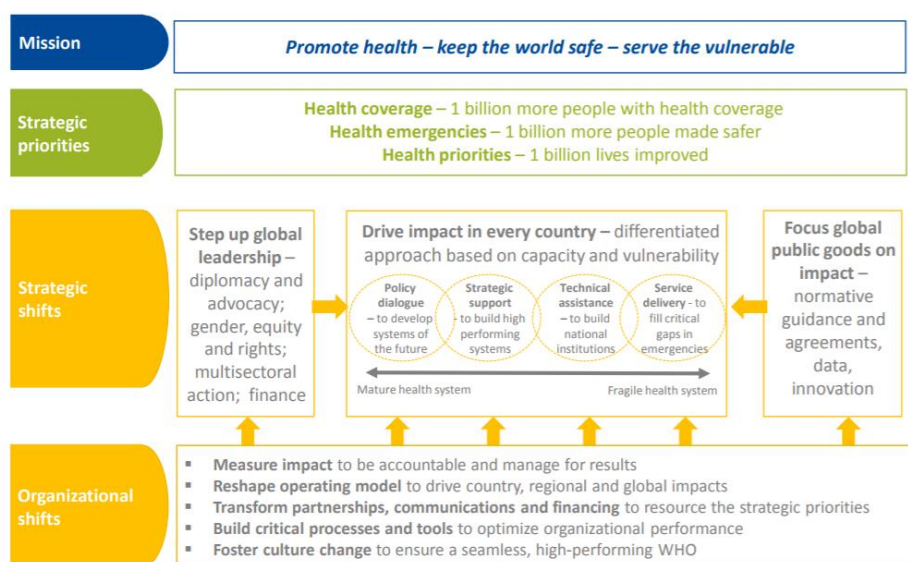 Mission
Promote health – keep the world safe – serve the vulnerable
Strategic
priorities
Health coverage – 1 billion more people with health coverage
Health emergencies – 1 billion more people made safer
Health priorities – 1 billion lives improved
Strategic
shifts
Step up global
leadership –
diplomacy and
advocacy;
gender, equity
and rights;
multisectoral
action; finance
Drive impact in every country – differentiated
approach based on capacity and vulnerability
Policy
dialogue
– to develop
systems of
the future
Strategic
support
- to build high
performing
systems
Technical
assistance
– to build
national
institutions
Service
delivery - to
fill critical
gaps in
emergencies
Mature health system
Fragile health system
Focus global
public goods on
impact –
normative
guidance and
agreements,
data,
innovation
Organizational
shifts
▪ Measure impact to be accountable and manage for results
▪ Reshape operating model to drive country, regional and global impacts
▪ Transform partnerships, communications and financing to resource the strategic priorities
▪ Build critical processes and tools to optimize organizational performance
▪ Foster culture change to ensure a seamless, high-performing WHO